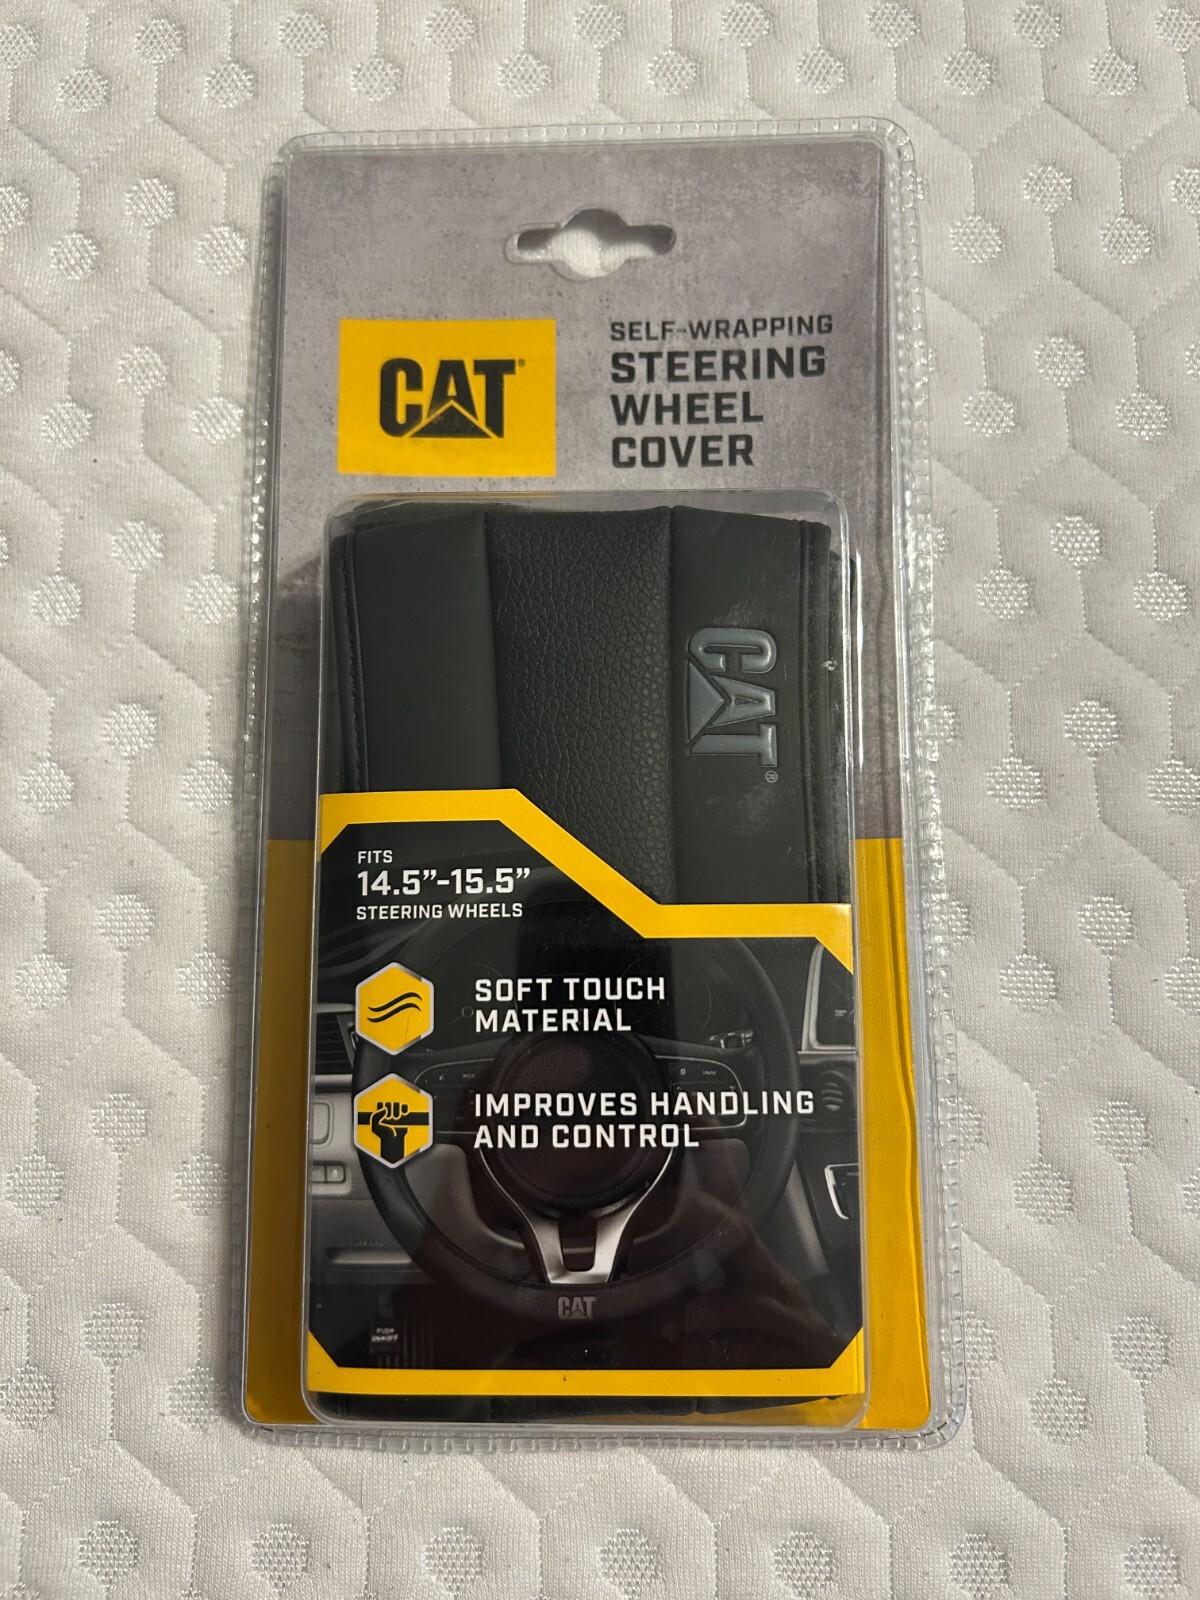 CAT®
SELF-WRAPPING
STEERING
WHEEL
COVER
CAT®
FITS
14.5”-15.5”
STEERING WHEELS
SOFT TOUCH
MATERIAL
IMPROVES HANDLING
AND CONTROL
CAT
PUSH